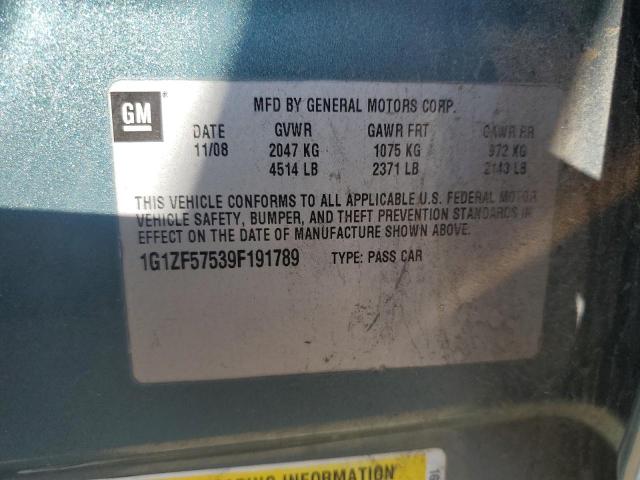 GM
MFD BY GENERAL MOTORS CORP.
DATE GVWR GAWR FRT GAWR RR
11/08 2047 KG 1075 KG 972 KG
4514 LB 2371 LB 2143 LB
THIS VEHICLE CONFORMS TO ALL APPLICABLE U.S. FEDERAL MOTOR
VEHICLE SAFETY, BUMPER, AND THEFT PREVENTION STANDARDS IN
EFFECT ON THE DATE OF MANUFACTURE SHOWN ABOVE.
1G1ZF57539F191789 TYPE: PASS CAR
INFORMATION